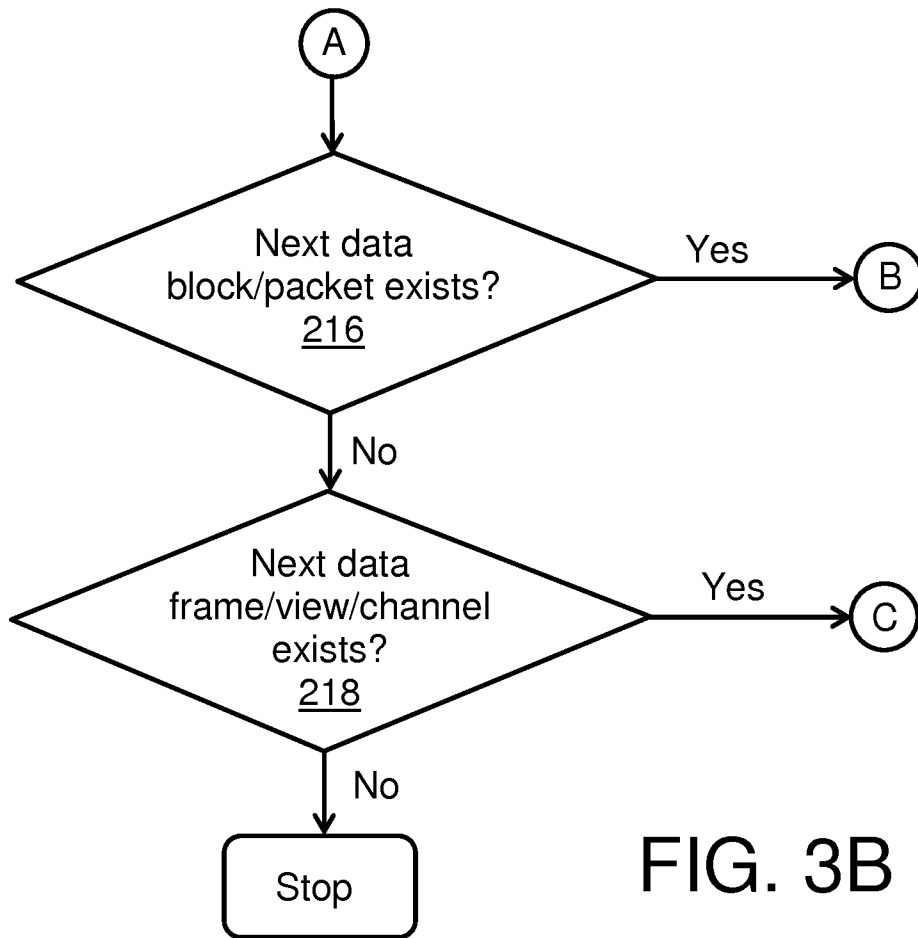 A
Next data
block/packet exists?
216
Yes
B
No
Next data
frame/view/channel
exists?
218
Yes
C
No
Stop
FIG. 3B